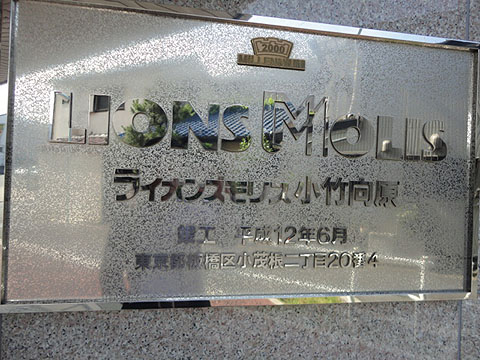 2000
MILLENNIUM
LIONS MOLIS
ライオンズモリス小竹向原
竣工 平成12年6月
東京都板橋区小茂根二丁目20番4